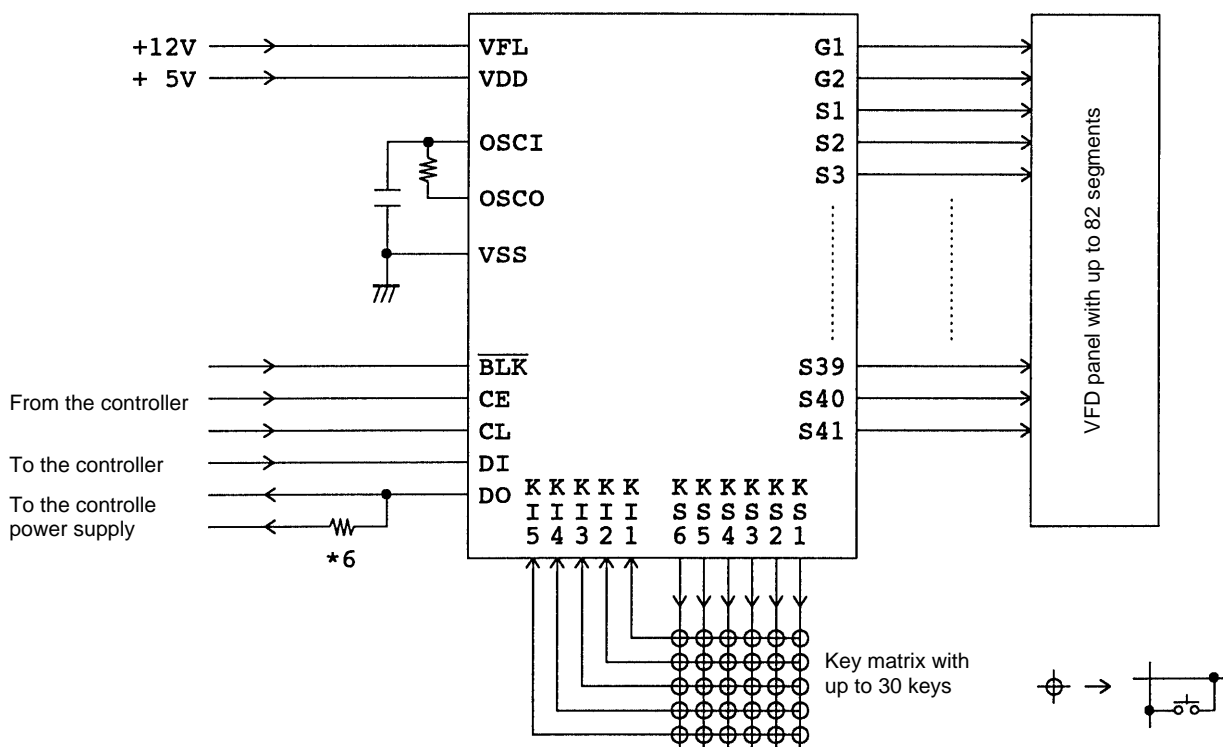 +12V
+ 5V
VFL
VDD
OSCI
OSCO
VSS
BLK
CE
CL
DI
DO
From the controller
To the controller
To the controlle
power supply
*6
G1
G2
S1
S2
S3
S39
S40
S41
VFD panel with up to 82 segments
KI5
KI4
KI3
KI2
KI1
KS6
KS5
KS4
KS3
KS2
KS1
Key matrix with
up to 30 keys